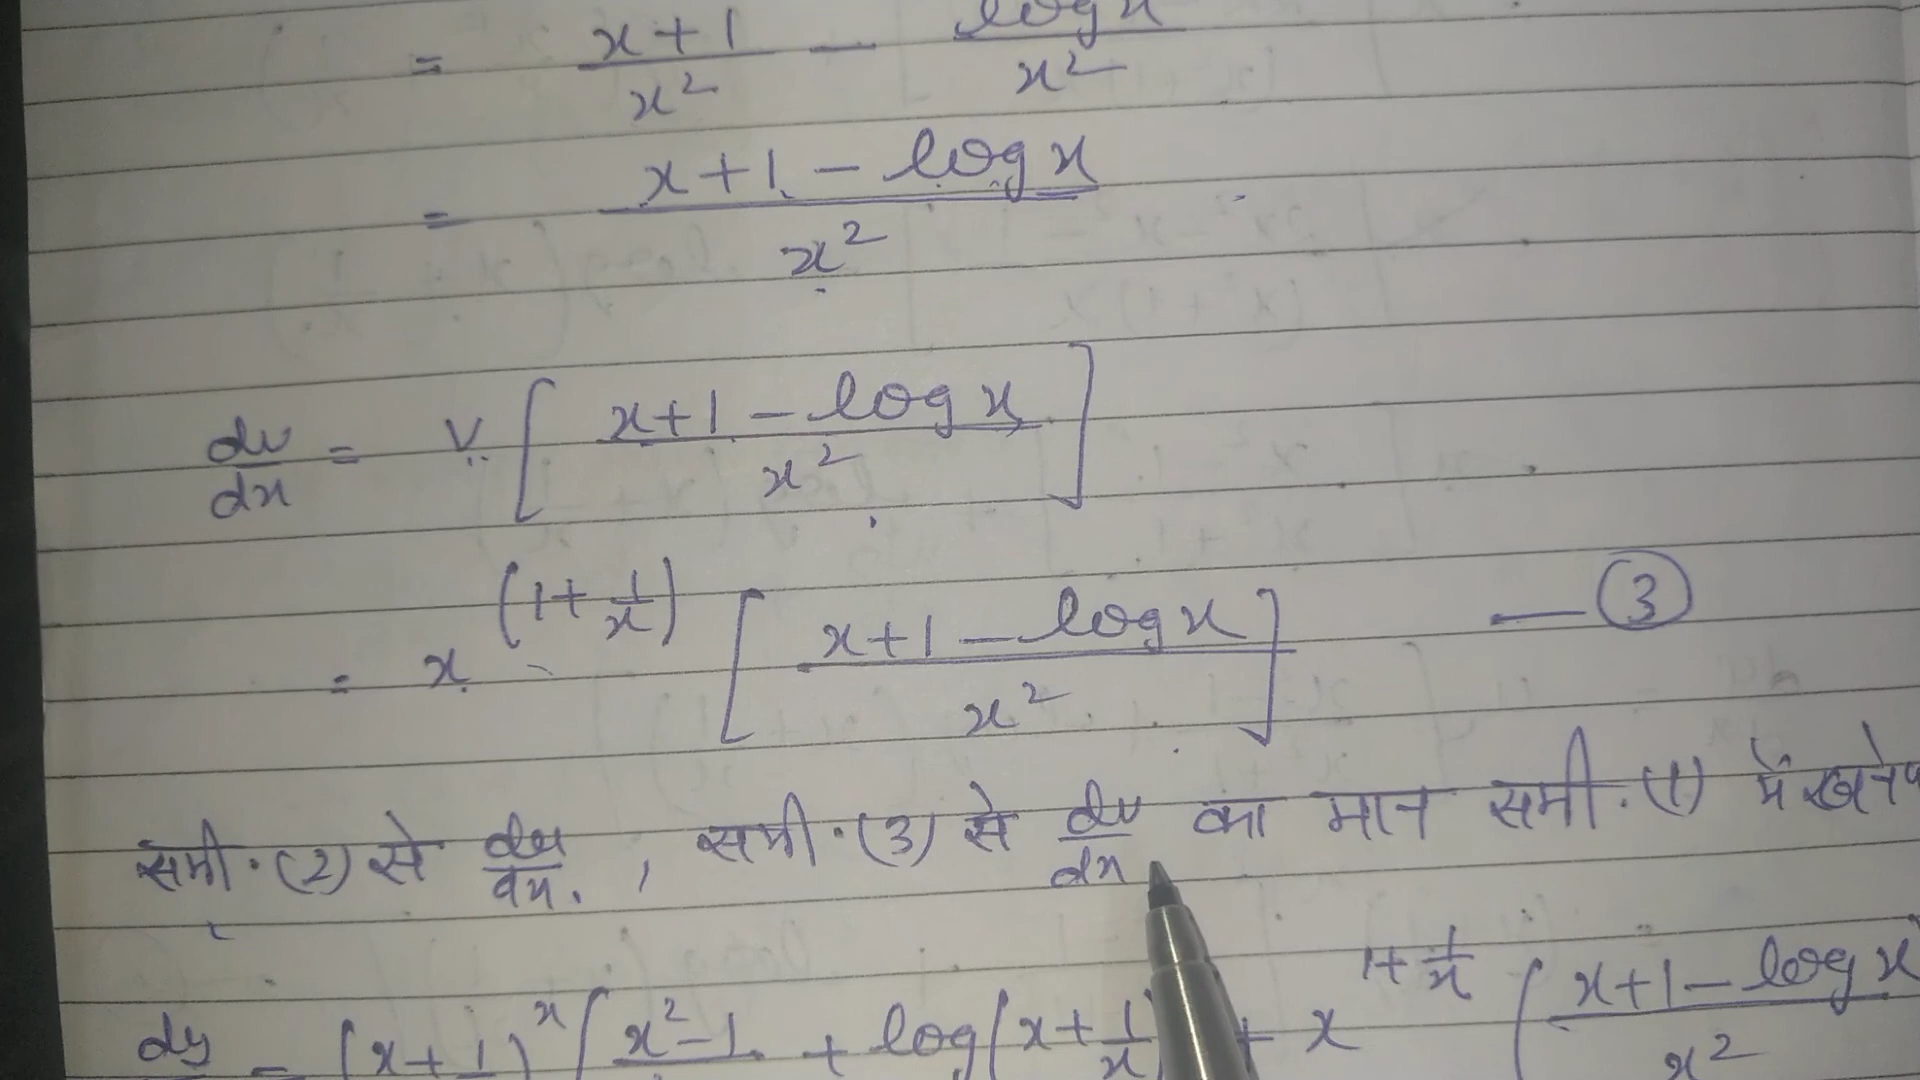 = x+1/x² - log x/x²
= x+1 - log x/x²
dv/dx = v [x+1 - log x/x²]
= x^(1+1/x) [x+1 - log x/x²] — ③
समी. (2) से du/dx, समी. (3) से dv/dx का मान समी. (1) में रखने प
dy = (x+1)^x [x²-1 + log(x+1/x) + x^1+1/x (x+1 - log x/x²